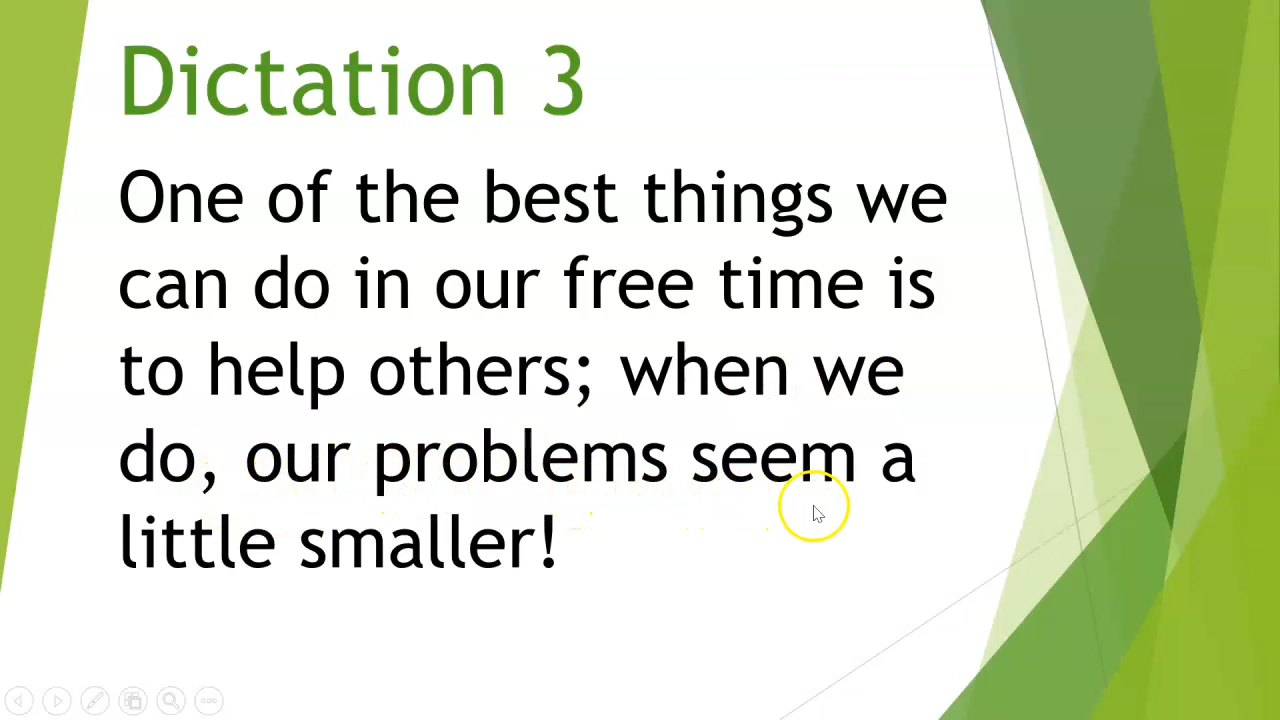 Dictation 3
One of the best things we
can do in our free time is
to help others; when we
do, our problems seem a
little smaller!